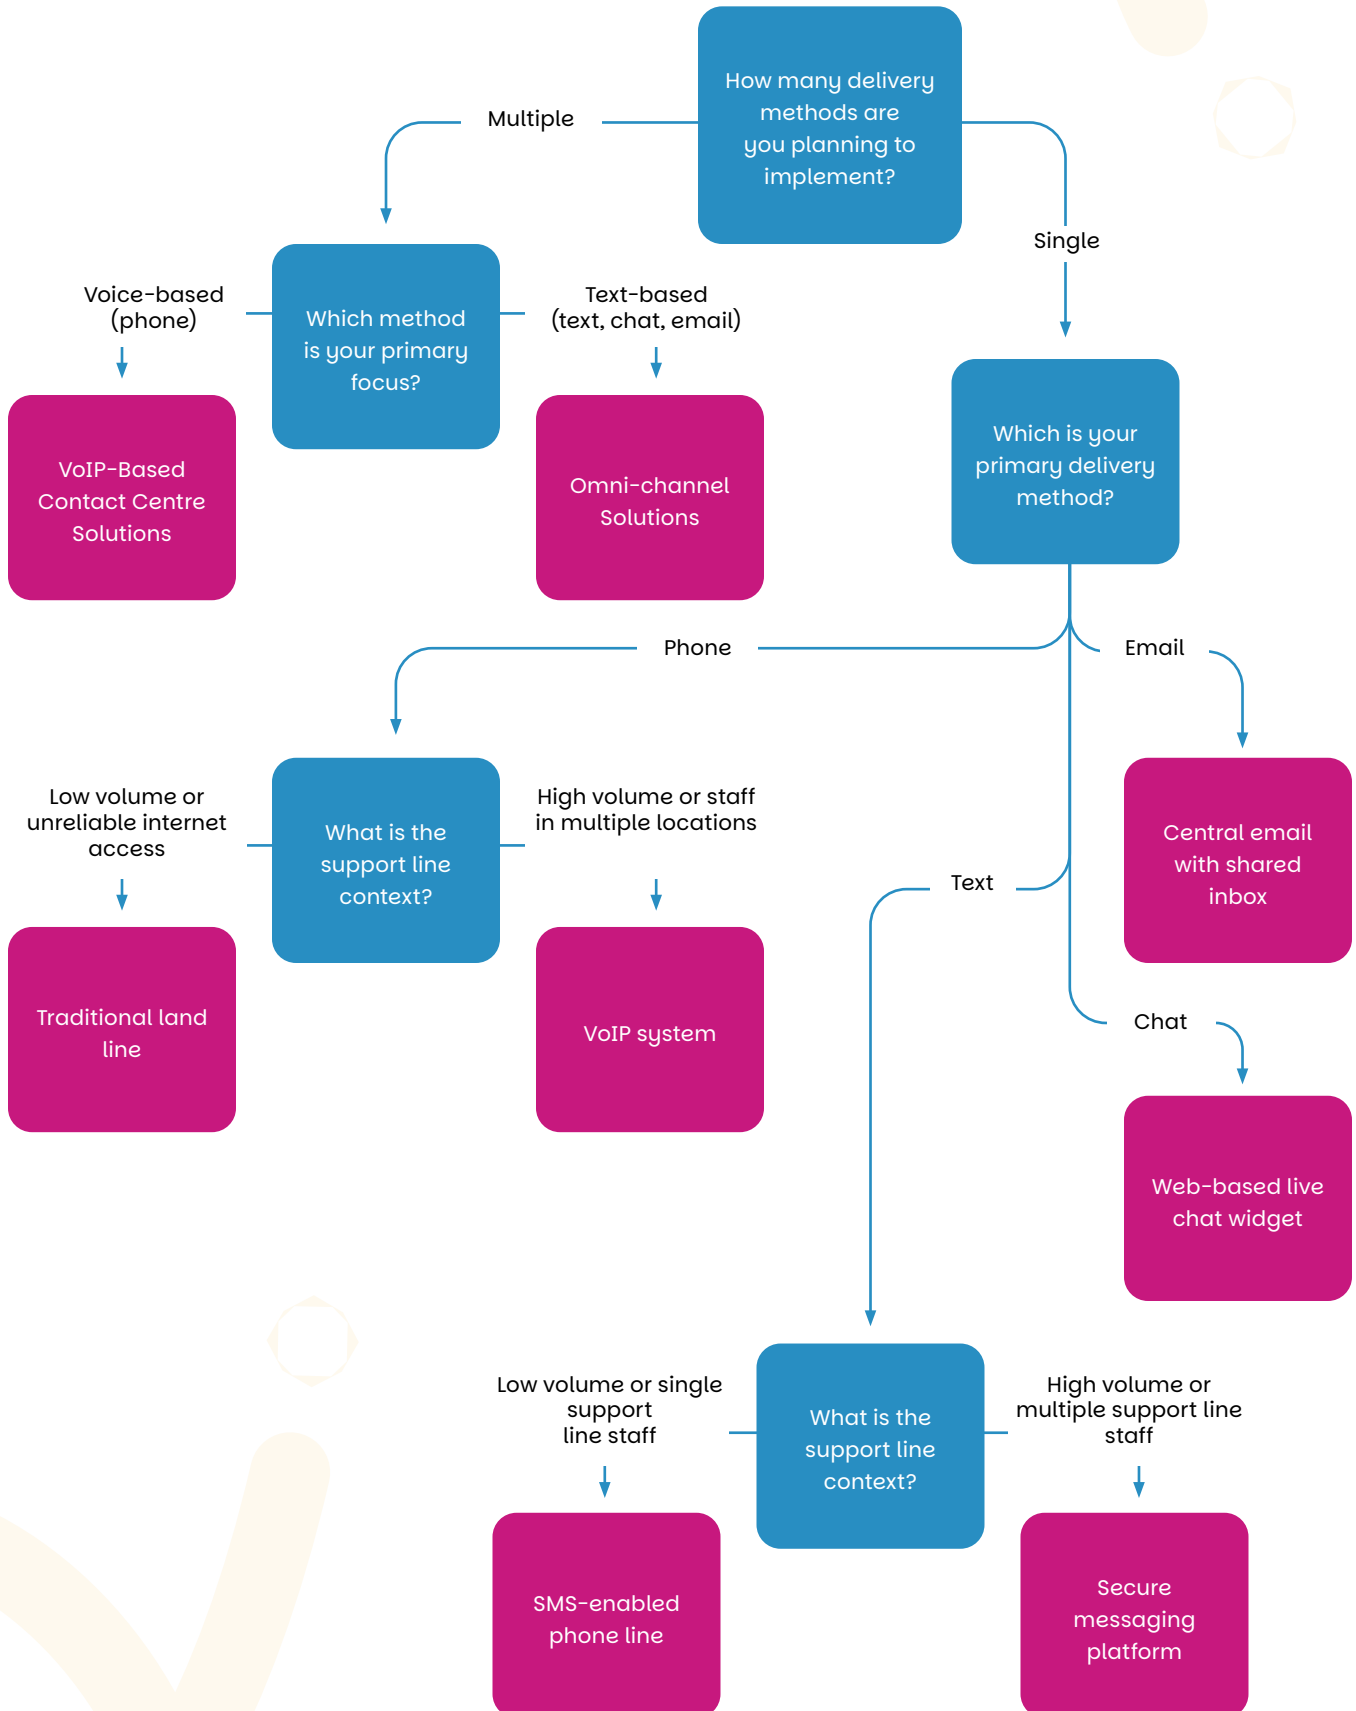 How many delivery
methods are
you planning to
implement?
Multiple
Single
Which method
is your primary
focus?
Voice-based
(phone)
Text-based
(text, chat, email)
VoIP-Based
Contact Centre
Solutions
Omni-channel
Solutions
Which is your
primary delivery
method?
Phone
Email
What is the
support line
context?
Low volume or
unreliable internet
access
High volume or staff
in multiple locations
Traditional land
line
VoIP system
Central email
with shared
inbox
Text
Chat
Web-based live
chat widget
What is the
support line
context?
Low volume or single
support
line staff
High volume or
multiple support line
staff
SMS-enabled
phone line
Secure
messaging
platform